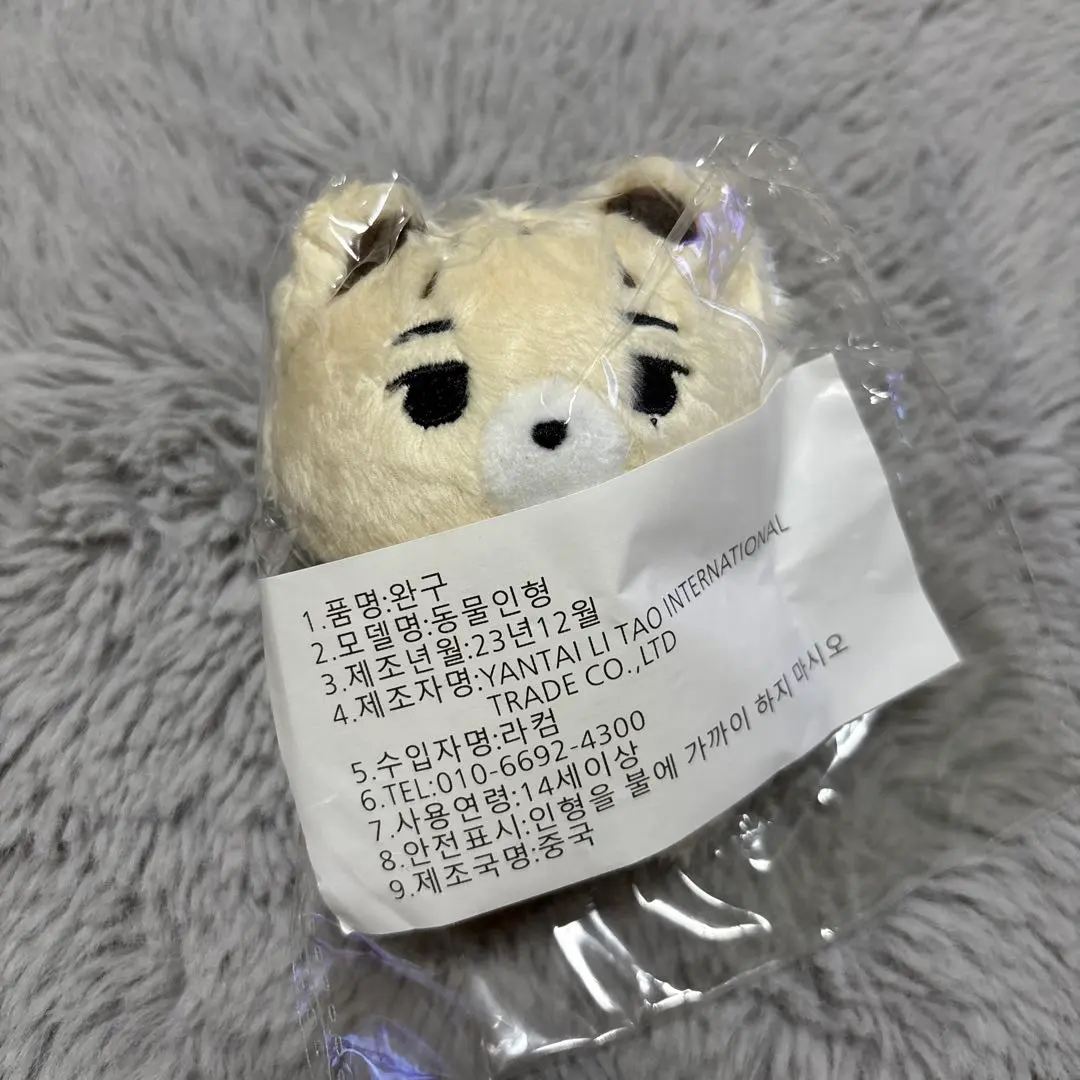 1.품명:완구
2.모델명:동물인형
3.제조년월:23년12월
4.제조자명:YANTAI LI TAO INTERNATIONAL
TRADE CO.,LTD
5.수입자명:라컴
6.TEL:010-6692-4300
7.사용연령:14세이상
8.안전표시:인형을 불에 가까이 하지 마시오
9.제조국명:중국